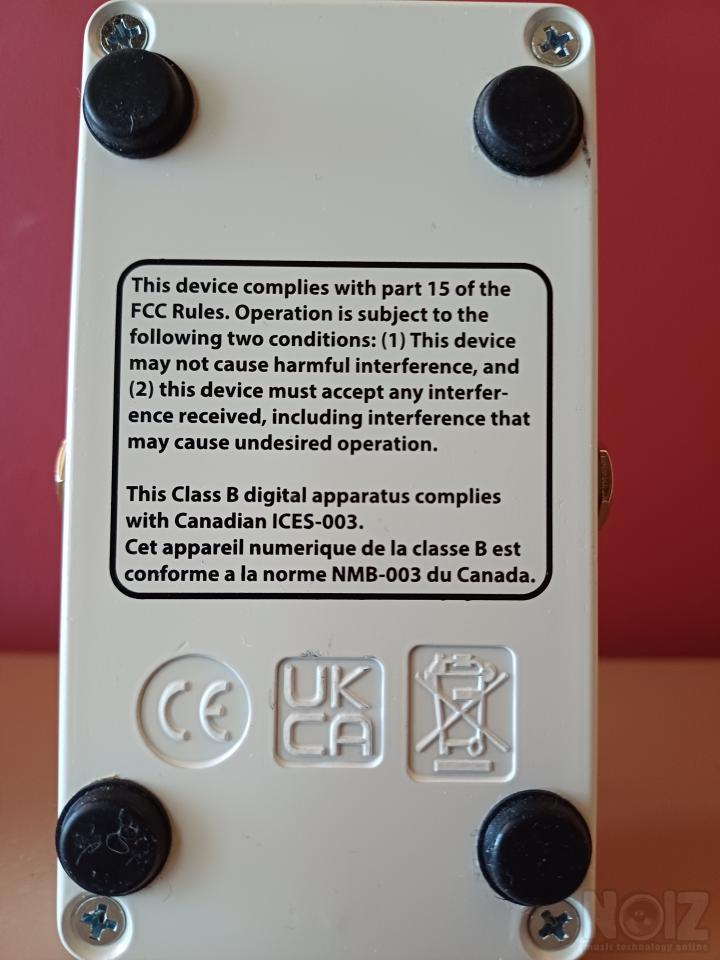 This device complies with part 15 of the
FCC Rules. Operation is subject to the
following two conditions: (1) This device
may not cause harmful interference, and
(2) this device must accept any interfer-
ence received, including interference that
may cause undesired operation.
This Class B digital apparatus complies
with Canadian ICES-003.
Cet appareil numerique de la classe B est
conforme a la norme NMB-003 du Canada.
CE
UK
CA
NOIZ
music technology online